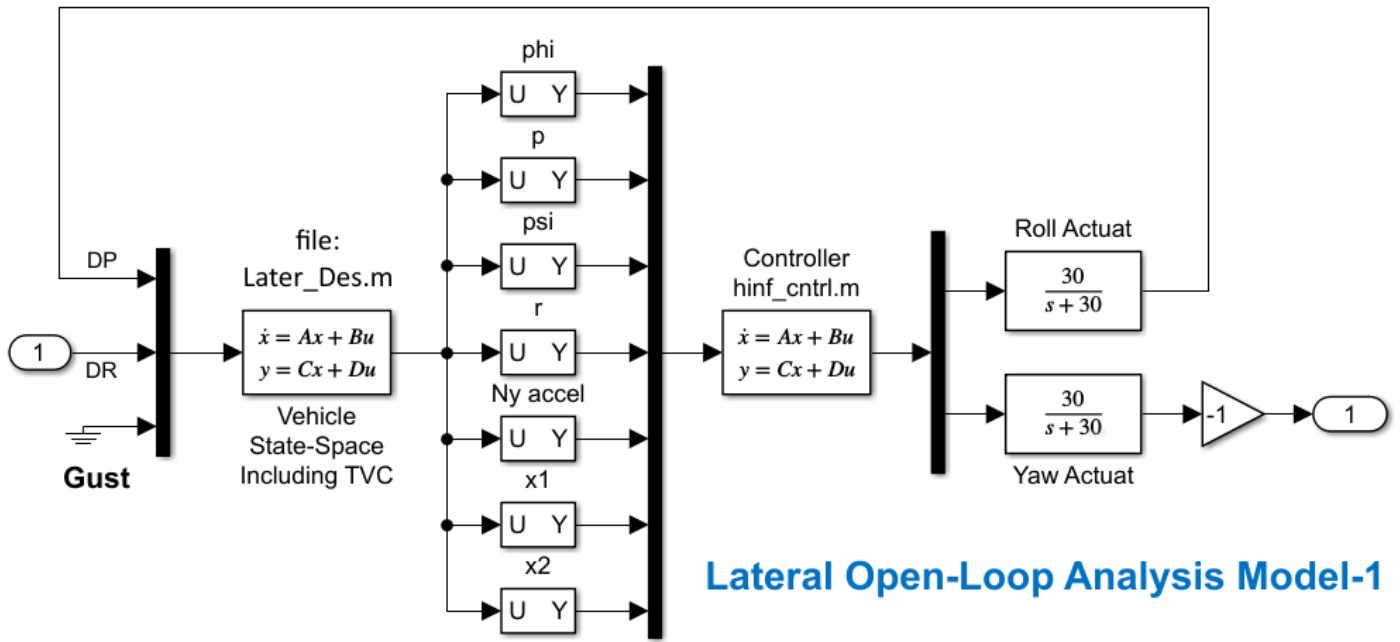 phi
U Y
p
U Y
psi
U Y
r
U Y
Ny accel
U Y
x1
U Y
x2
U Y
DP
1
DR
Gust
file:
Later_Des.m
ẋ = Ax + Bu
y = Cx + Du
Vehicle
State-Space
Including TVC
Controller
hinf_cntrl.m
ẋ = Ax + Bu
y = Cx + Du
Roll Actuat
30
s + 30
30
s + 30
Yaw Actuat
-1
1
Lateral Open-Loop Analysis Model-1